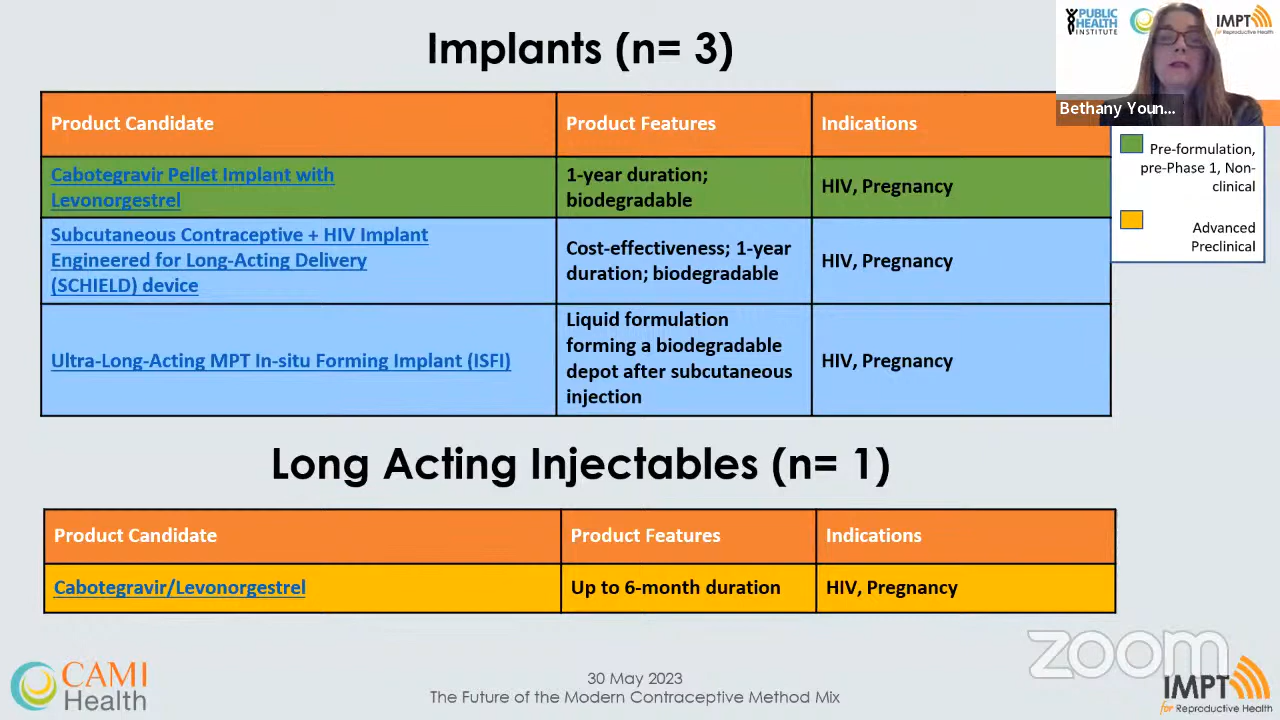 Implants (n= 3)
PUBLIC
HEALTH
INSTITUTE
IMPT
for Reproductive Health
Bethany Youn...
Product Candidate
Product Features
Indications
Cabotegravir Pellet Implant with
Levonorgestrel
1-year duration;
biodegradable
HIV, Pregnancy
Subcutaneous Contraceptive + HIV Implant
Engineered for Long-Acting Delivery
(SCHIELD) device
Cost-effectiveness; 1-year
duration; biodegradable
HIV, Pregnancy
Ultra-Long-Acting MPT In-situ Forming Implant (ISFI)
Liquid formulation
forming a biodegradable
depot after subcutaneous
injection
HIV, Pregnancy
Pre-formulation,
pre-Phase 1, Non-
clinical
Advanced
Preclinical
Long Acting Injectables (n= 1)
Product Candidate
Product Features
Indications
Cabotegravir/Levonorgestrel
Up to 6-month duration
HIV, Pregnancy
CAMI
Health
30 May 2023
The Future of the Modern Contraceptive Method Mix
zoom
IMPT
for Reproductive Health